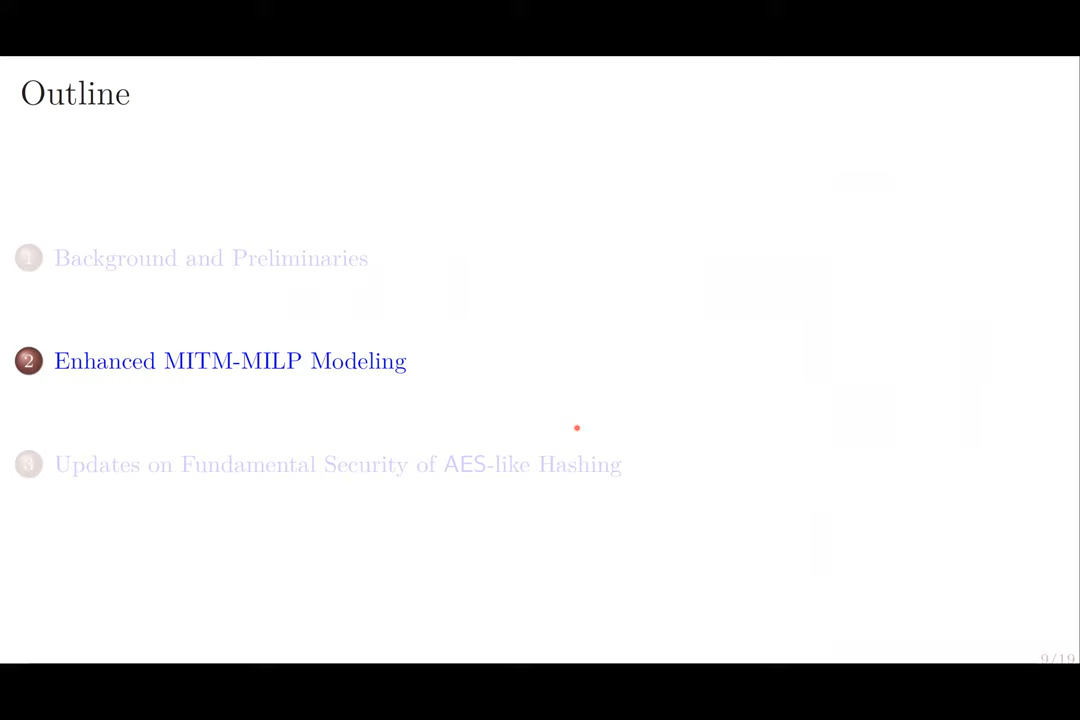 Outline
1 Background and Preliminaries
2 Enhanced MITM-MILP Modeling
3 Updates on Fundamental Security of AES-like Hashing
9/19